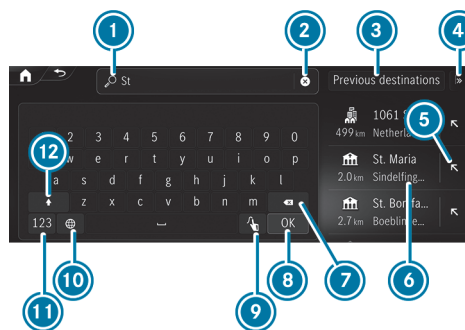 1 2 3 4
St
Previous destinations
1061
499 km Netherla
5
2 3 4 5 6 7 8 9 0
12
w e r t y u i o p
St. Maria
2.0 km Sindelfing...
a s d f g h j k l
z x c v b n m
St. Bonifa...
2.7 km Boeblinge...
123
OK
11 10 9 8 7 6